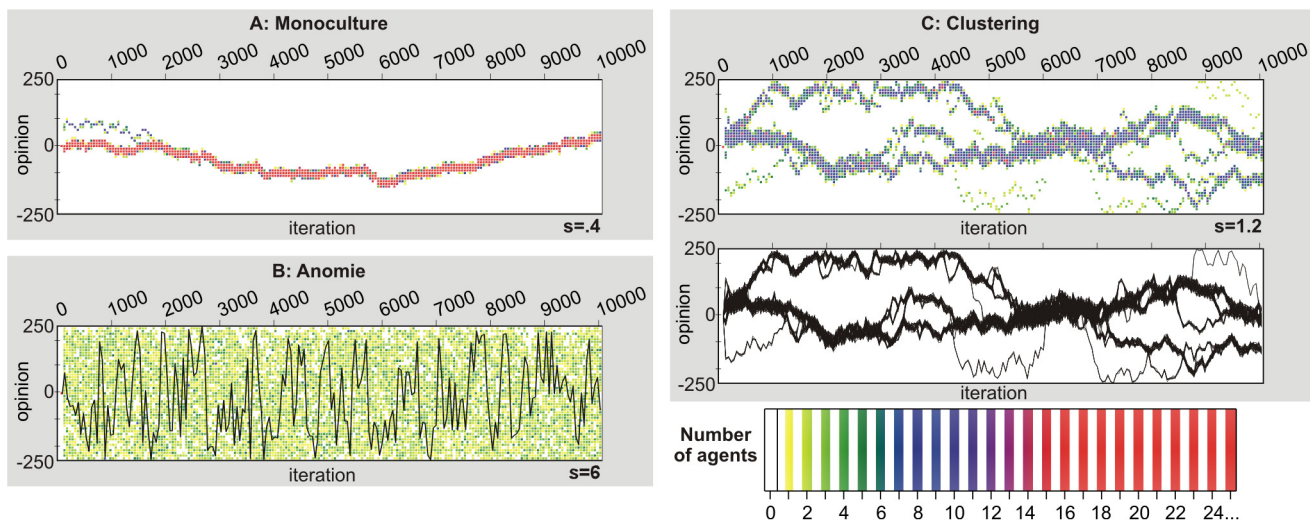 A: Monoculture
0 1000 2000 3000 4000 5000 6000 7000 8000 9000 10000
250
opinion
0
-250
iteration
s=.4
B: Anomie
0 1000 2000 3000 4000 5000 6000 7000 8000 9000 10000
250
opinion
0
-250
iteration
s=6
C: Clustering
0 1000 2000 3000 4000 5000 6000 7000 8000 9000 10000
250
opinion
0
-250
iteration
s=1.2
250
opinion
0
-250
iteration
Number
of agents
0 2 4 6 8 10 12 14 16 18 20 22 24...